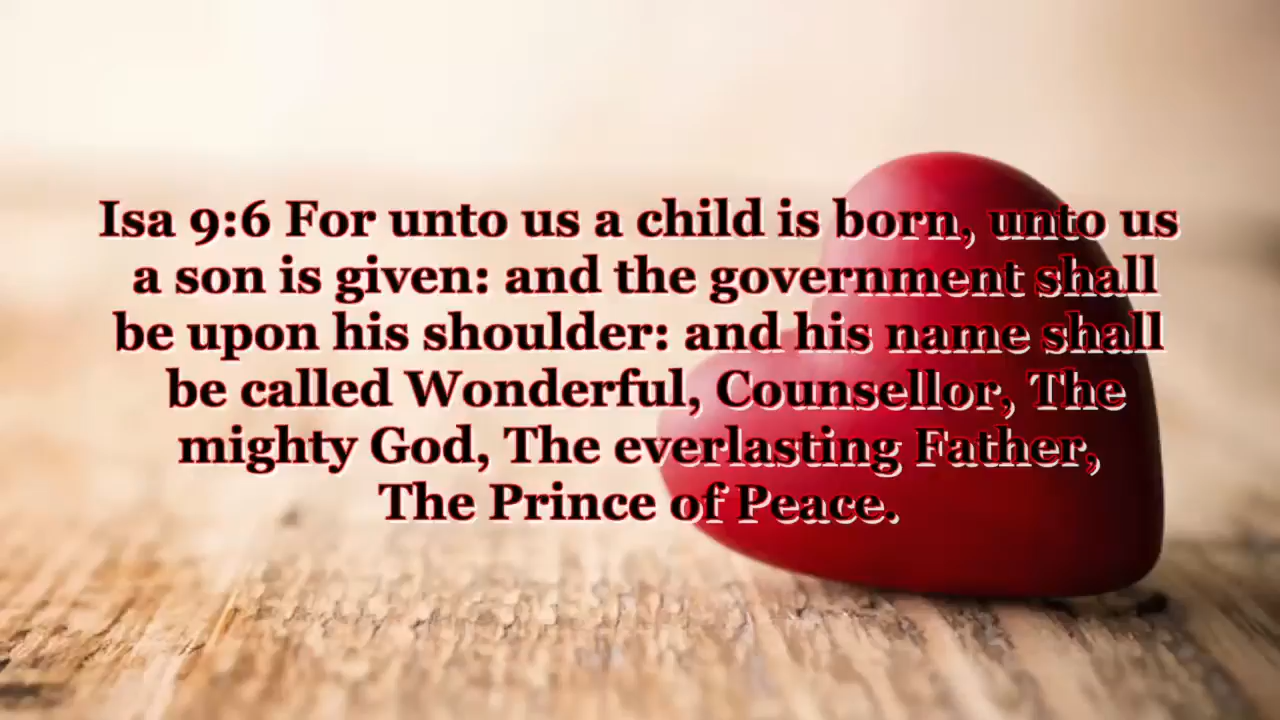 Isa 9:6 For unto us a child is born, unto us
a son is given: and the government shall
be upon his shoulder: and his name shall
be called Wonderful, Counsellor, The
mighty God, The everlasting Father,
The Prince of Peace.